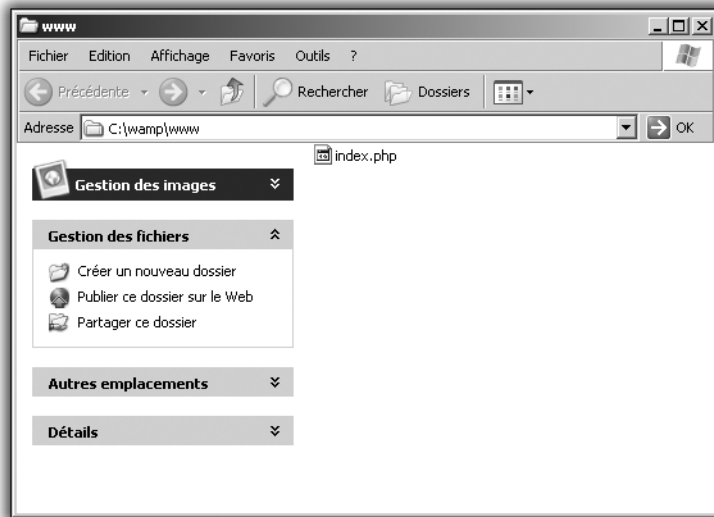 www
Fichier Edition Affichage Favoris Outils ?
Précédente Rechercher Dossiers
Adresse C:\wamp\www OK
index.php
Gestion des images
Gestion des fichiers
Créer un nouveau dossier
Publier ce dossier sur le Web
Partager ce dossier
Autres emplacements
Détails